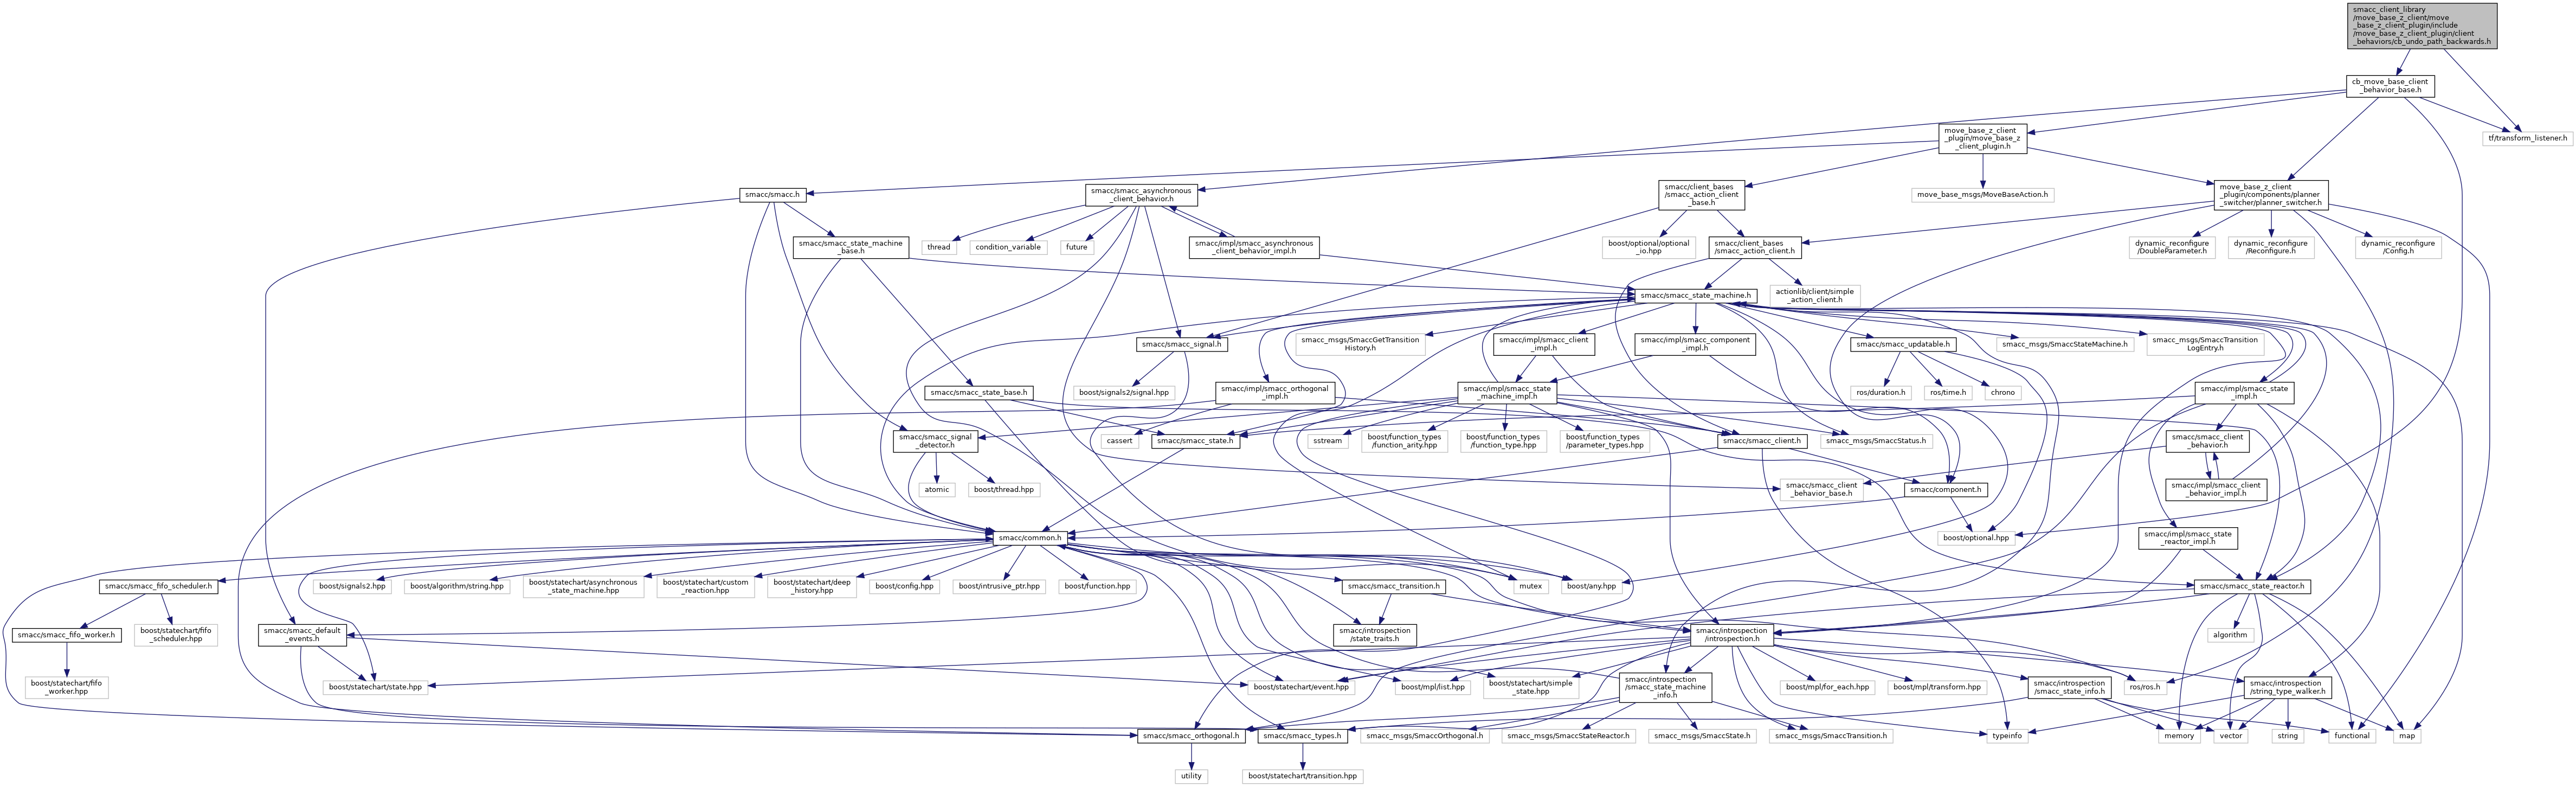 smacc_client_library
/move_base_z_client/move
_base_z_client_plugin/include
/move_base_z_client_plugin/client
_behaviors/cb_undo_path_backwards.h
cb_move_base_client
_behavior_base.h
move_base_z_client
_plugin/move_base_z
_client_plugin.h
tf/transform_listener.h
smacc/smacc.h
smacc/smacc_asynchronous
_client_behavior.h
smacc/client_bases
/smacc_action_client
_base.h
move_base_msgs/MoveBaseAction.h
move_base_z_client
_plugin/components/planner
_switcher/planner_switcher.h
smacc/smacc_state_machine
_base.h
thread
condition_variable
future
smacc/impl/smacc_asynchronous
_client_behavior_impl.h
boost/optional/optional
_io.hpp
smacc/client_bases
/smacc_action_client.h
dynamic_reconfigure
/DoubleParameter.h
dynamic_reconfigure
/Reconfigure.h
dynamic_reconfigure
/Config.h
smacc/smacc_state_machine.h
actionlib/client/simple
_action_client.h
smacc/smacc_signal.h
smacc_msgs/SmaccGetTransition
History.h
smacc/impl/smacc_client
_impl.h
smacc/impl/smacc_component
_impl.h
smacc/smacc_updatable.h
smacc_msgs/SmaccStateMachine.h
smacc_msgs/SmaccTransition
LogEntry.h
smacc/smacc_state_base.h
boost/signals2/signal.hpp
smacc/impl/smacc_orthogonal
_impl.h
smacc/impl/smacc_state
_machine_impl.h
ros/duration.h
ros/time.h
chrono
smacc/impl/smacc_state
_impl.h
smacc/smacc_signal
_detector.h
cassert
smacc/smacc_state.h
sstream
boost/function_types
/function_arity.hpp
boost/function_types
/function_type.hpp
boost/function_types
/parameter_types.hpp
smacc/smacc_client.h
smacc_msgs/SmaccStatus.h
smacc/smacc_client
_behavior.h
atomic
boost/thread.hpp
smacc/smacc_client
_behavior_base.h
smacc/component.h
smacc/impl/smacc_client
_behavior_impl.h
smacc/common.h
boost/optional.hpp
smacc/impl/smacc_state
_reactor_impl.h
smacc/smacc_fifo_scheduler.h
boost/signals2.hpp
boost/algorithm/string.hpp
boost/statechart/asynchronous
_state_machine.hpp
boost/statechart/custom
_reaction.hpp
boost/statechart/deep
_history.hpp
boost/config.hpp
boost/intrusive_ptr.hpp
boost/function.hpp
smacc/smacc_transition.h
mutex
boost/any.hpp
smacc/smacc_state_reactor.h
smacc/smacc_fifo_worker.h
boost/statechart/fifo
_scheduler.hpp
smacc/smacc_default
_events.h
smacc/introspection
/state_traits.h
smacc/introspection
/introspection.h
algorithm
boost/statechart/fifo
_worker.hpp
boost/statechart/state.hpp
boost/statechart/event.hpp
boost/mpl/list.hpp
boost/statechart/simple
_state.hpp
smacc/introspection
/smacc_state_machine
_info.h
boost/mpl/for_each.hpp
boost/mpl/transform.hpp
smacc/introspection
/smacc_state_info.h
ros/ros.h
smacc/introspection
/string_type_walker.h
smacc/smacc_orthogonal.h
smacc/smacc_types.h
smacc_msgs/SmaccOrthogonal.h
smacc_msgs/SmaccStateReactor.h
smacc_msgs/SmaccState.h
smacc_msgs/SmaccTransition.h
typeinfo
memory
vector
string
functional
map
utility
boost/statechart/transition.hpp